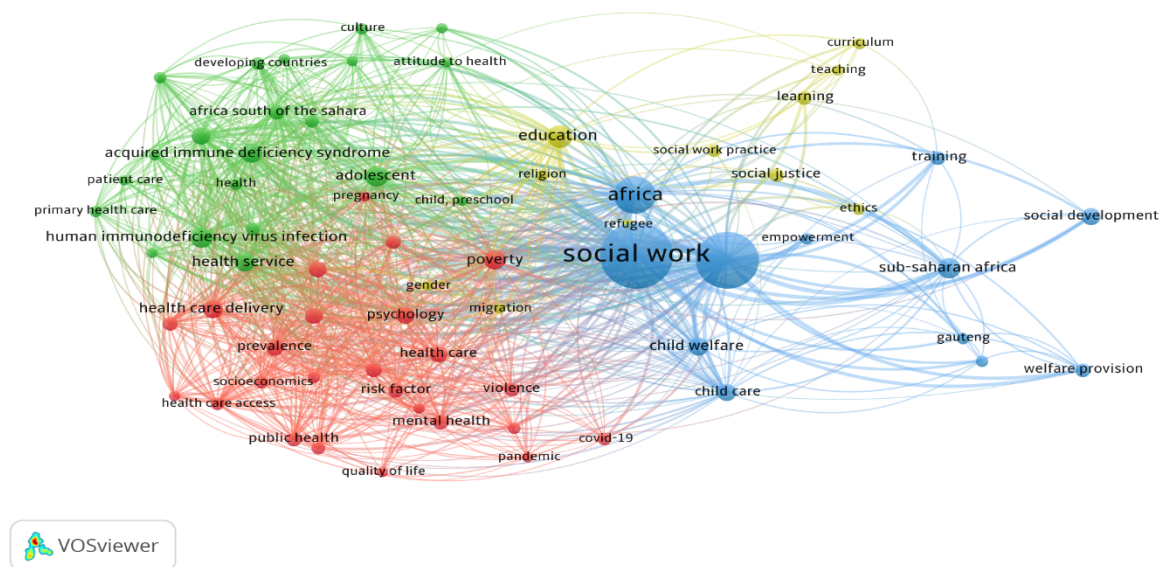 culture
curriculum
developing countries
attitude to health
teaching
learning
africa south of the sahara
education
social work practice
acquired immune deficiency syndrome
training
patient care
health
adolescent
religion
social justice
pregnancy
child, preschool
africa
primary health care
refugee
ethics
social development
human immunodeficiency virus infection
empowerment
health service
poverty
social work
sub-saharan africa
gender
health care delivery
psychology
migration
prevalence
health care
child welfare
gauteng
welfare provision
socioeconomics
risk factor
violence
child care
health care access
mental health
public health
covid-19
pandemic
quality of life
VOSviewer